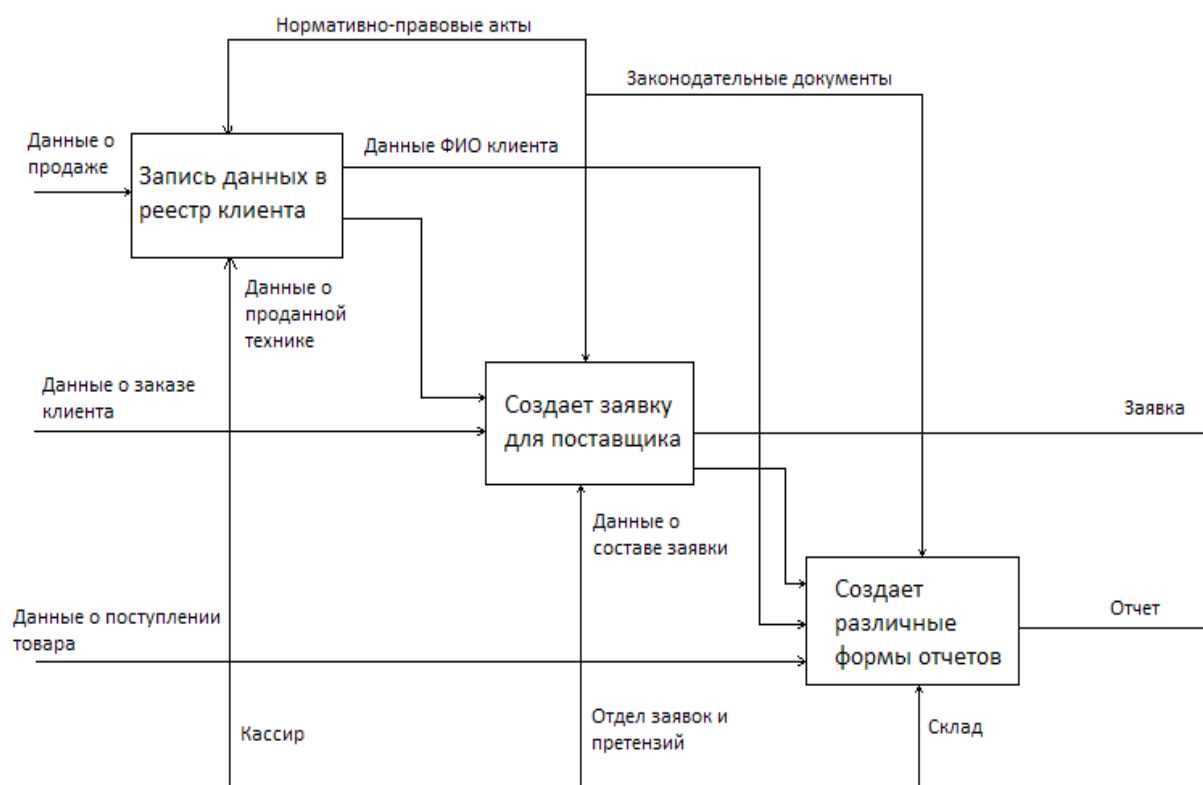 Нормативно-правовые акты
Законодательные документы
Данные о
продаже
Данные ФИО клиента
Запись данных в
реестр клиента
Данные о
проданной
технике
Данные о заказе
клиента
Создает заявку
для поставщика
Заявка
Данные о
составе заявки
Данные о поступлении
товара
Создает
различные
формы отчетов
Отчет
Кассир
Отдел заявок и
претензий
Склад